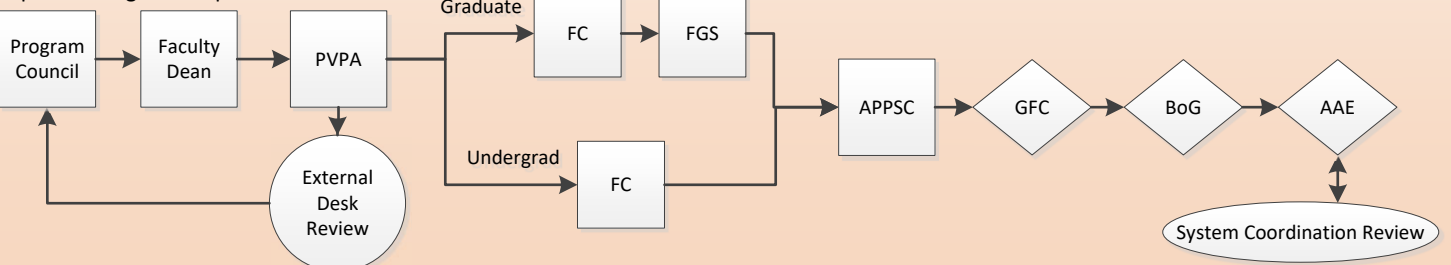 Graduate
Program
Council
Faculty
Dean
PVPA
FC
FGS
APPSC
GFC
BoG
AAE
Undergrad
FC
External
Desk
Review
System Coordination Review